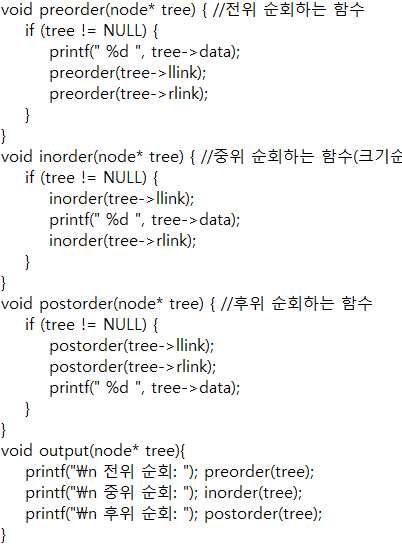 void preorder(node* tree) { //전위 순회하는 함수
if (tree != NULL) {
printf(" %d ", tree->data);
preorder(tree->llink);
preorder(tree->rlink);
}
}
void inorder(node* tree) { //중위 순회하는 함수(크기순
if (tree != NULL) {
inorder(tree->llink);
printf(" %d ", tree->data);
inorder(tree->rlink);
}
}
void postorder(node* tree) { //후위 순회하는 함수
if (tree != NULL) {
postorder(tree->llink);
postorder(tree->rlink);
printf(" %d ", tree->data);
}
}
void output(node* tree){
printf("₩n 전위 순회: "); preorder(tree);
printf("₩n 중위 순회: "); inorder(tree);
printf("₩n 후위 순회: "); postorder(tree);
}